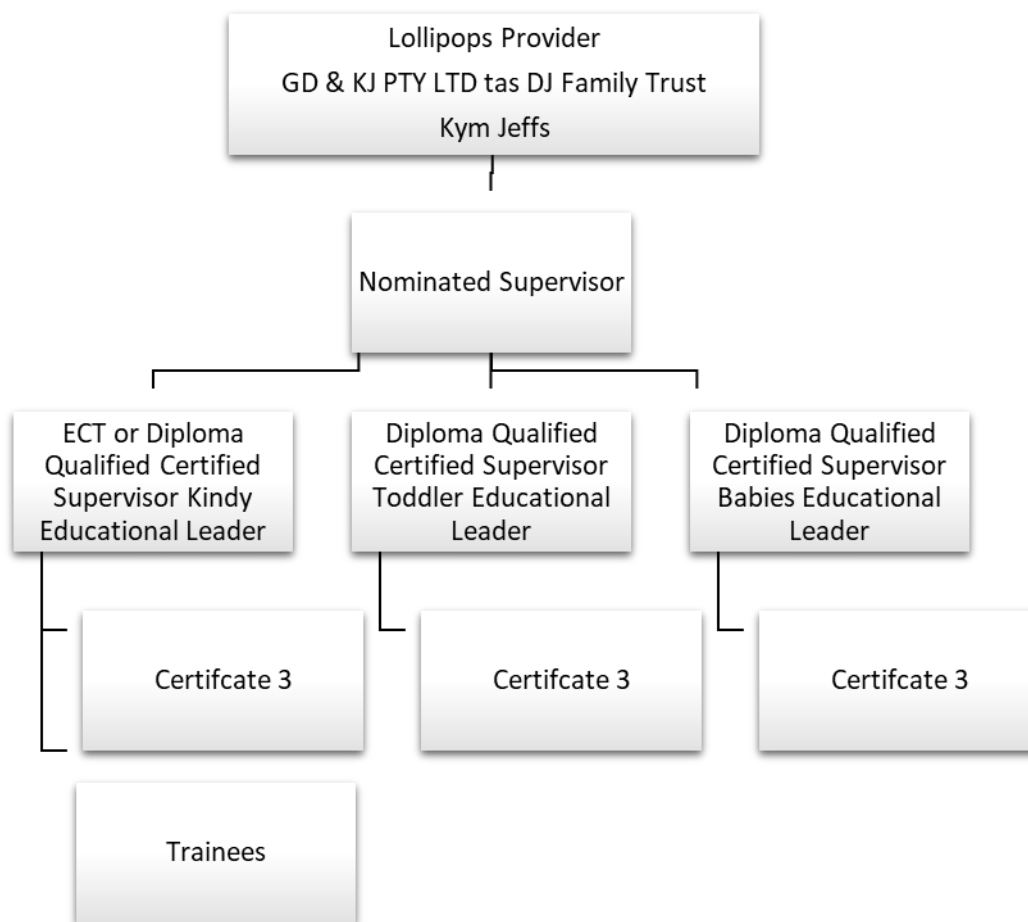 Lollipops Provider
GD & KJ PTY LTD tas DJ Family Trust
Kym Jeffs
Nominated Supervisor
ECT or Diploma
Qualified Certified
Supervisor Kindy
Educational Leader
Diploma Qualified
Certified Supervisor
Toddler Educational
Leader
Diploma Qualified
Certified Supervisor
Babies Educational
Leader
Certifcate 3
Certifcate 3
Certifcate 3
Trainees